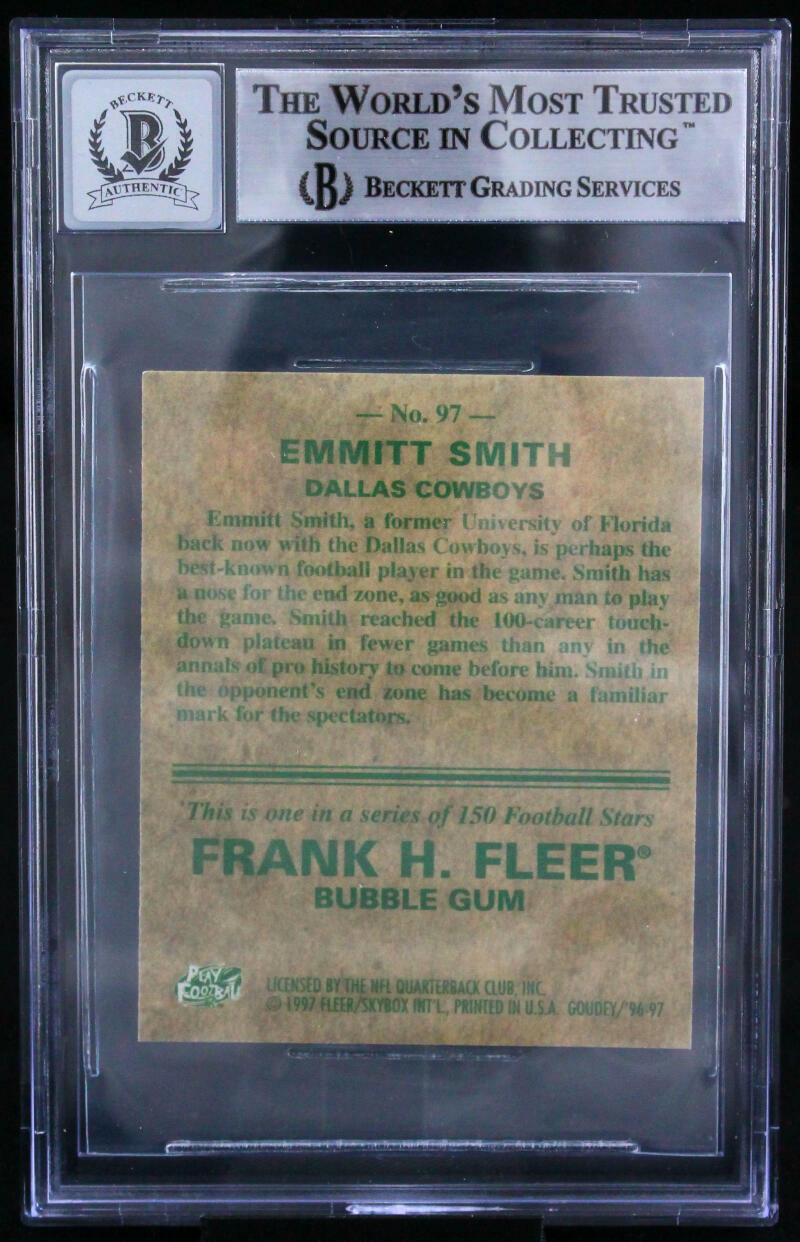 BECKETT
B
AUTHENTIC
THE WORLD'S MOST TRUSTED
SOURCE IN COLLECTING™
B BECKETT GRADING SERVICES
— No. 97 —
EMMITT SMITH
DALLAS COWBOYS
Emmitt Smith, a former University of Florida
back now with the Dallas Cowboys, is perhaps the
best-known football player in the game. Smith has
a nose for the end zone, as good as any man to play
the game. Smith reached the 100-career touch-
down plateau in fewer games than any in the
annals of pro history to come before him. Smith in
the opponent's end zone has become a familiar
mark for the spectators.
This is one in a series of 150 Football Stars
FRANK H. FLEER®
BUBBLE GUM
PLAY
FOOTBALL
LICENSED BY THE NFL QUARTERBACK CLUB, INC.
© 1997 FLEER/SKYBOX INT'L., PRINTED IN U.S.A. GOUDEY/'96-97